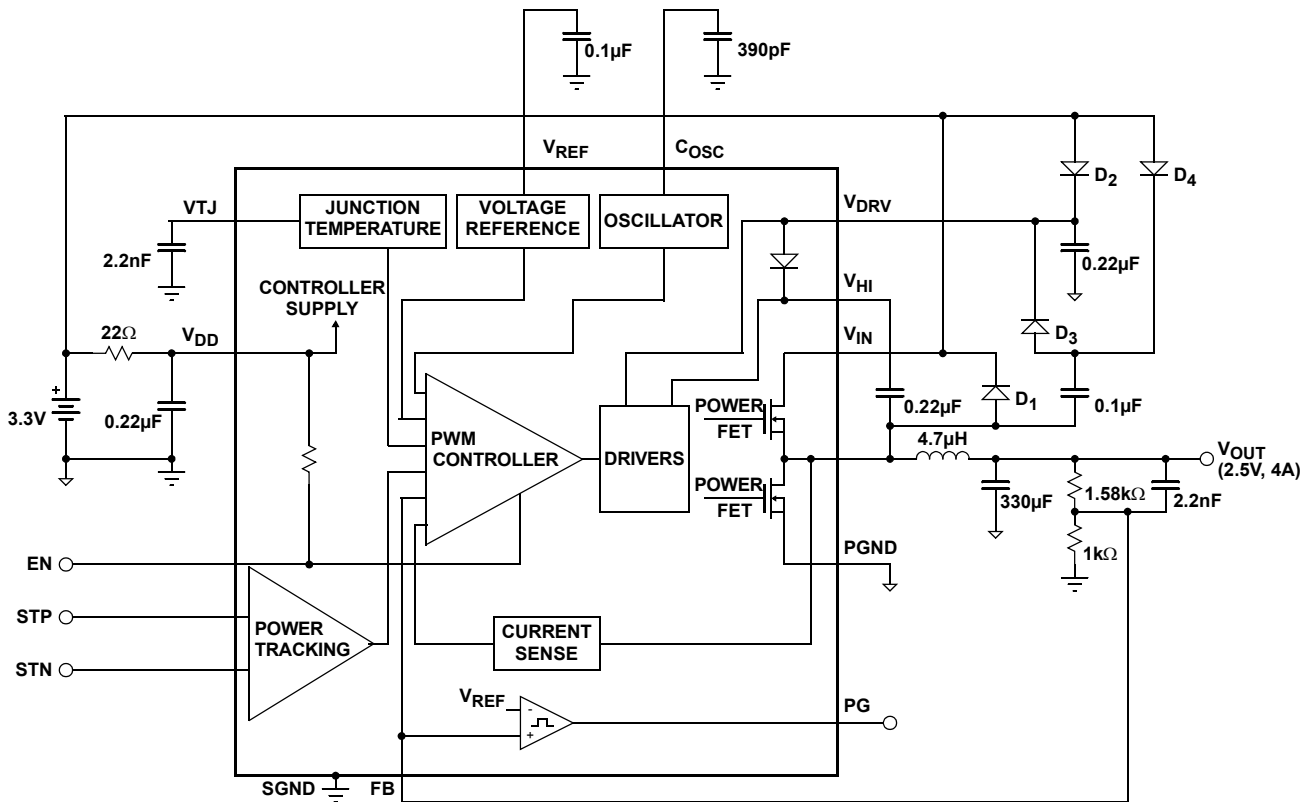 0.1µF
390pF
VREF
COSC
D2
D4
VTJ
JUNCTION
TEMPERATURE
VOLTAGE
REFERENCE
OSCILLATOR
VDRV
2.2nF
0.22µF
CONTROLLER
SUPPLY
VHI
22Ω
VDD
VIN
D3
+
3.3V
0.22µF
PWM
CONTROLLER
DRIVERS
POWER
FET
0.22µF
D1
0.1µF
4.7µH
VOUT
(2.5V, 4A)
POWER
FET
330µF
1.58kΩ
2.2nF
1kΩ
PGND
EN
STP
STN
POWER
TRACKING
CURRENT
SENSE
VREF
-
+
PG
SGND
FB